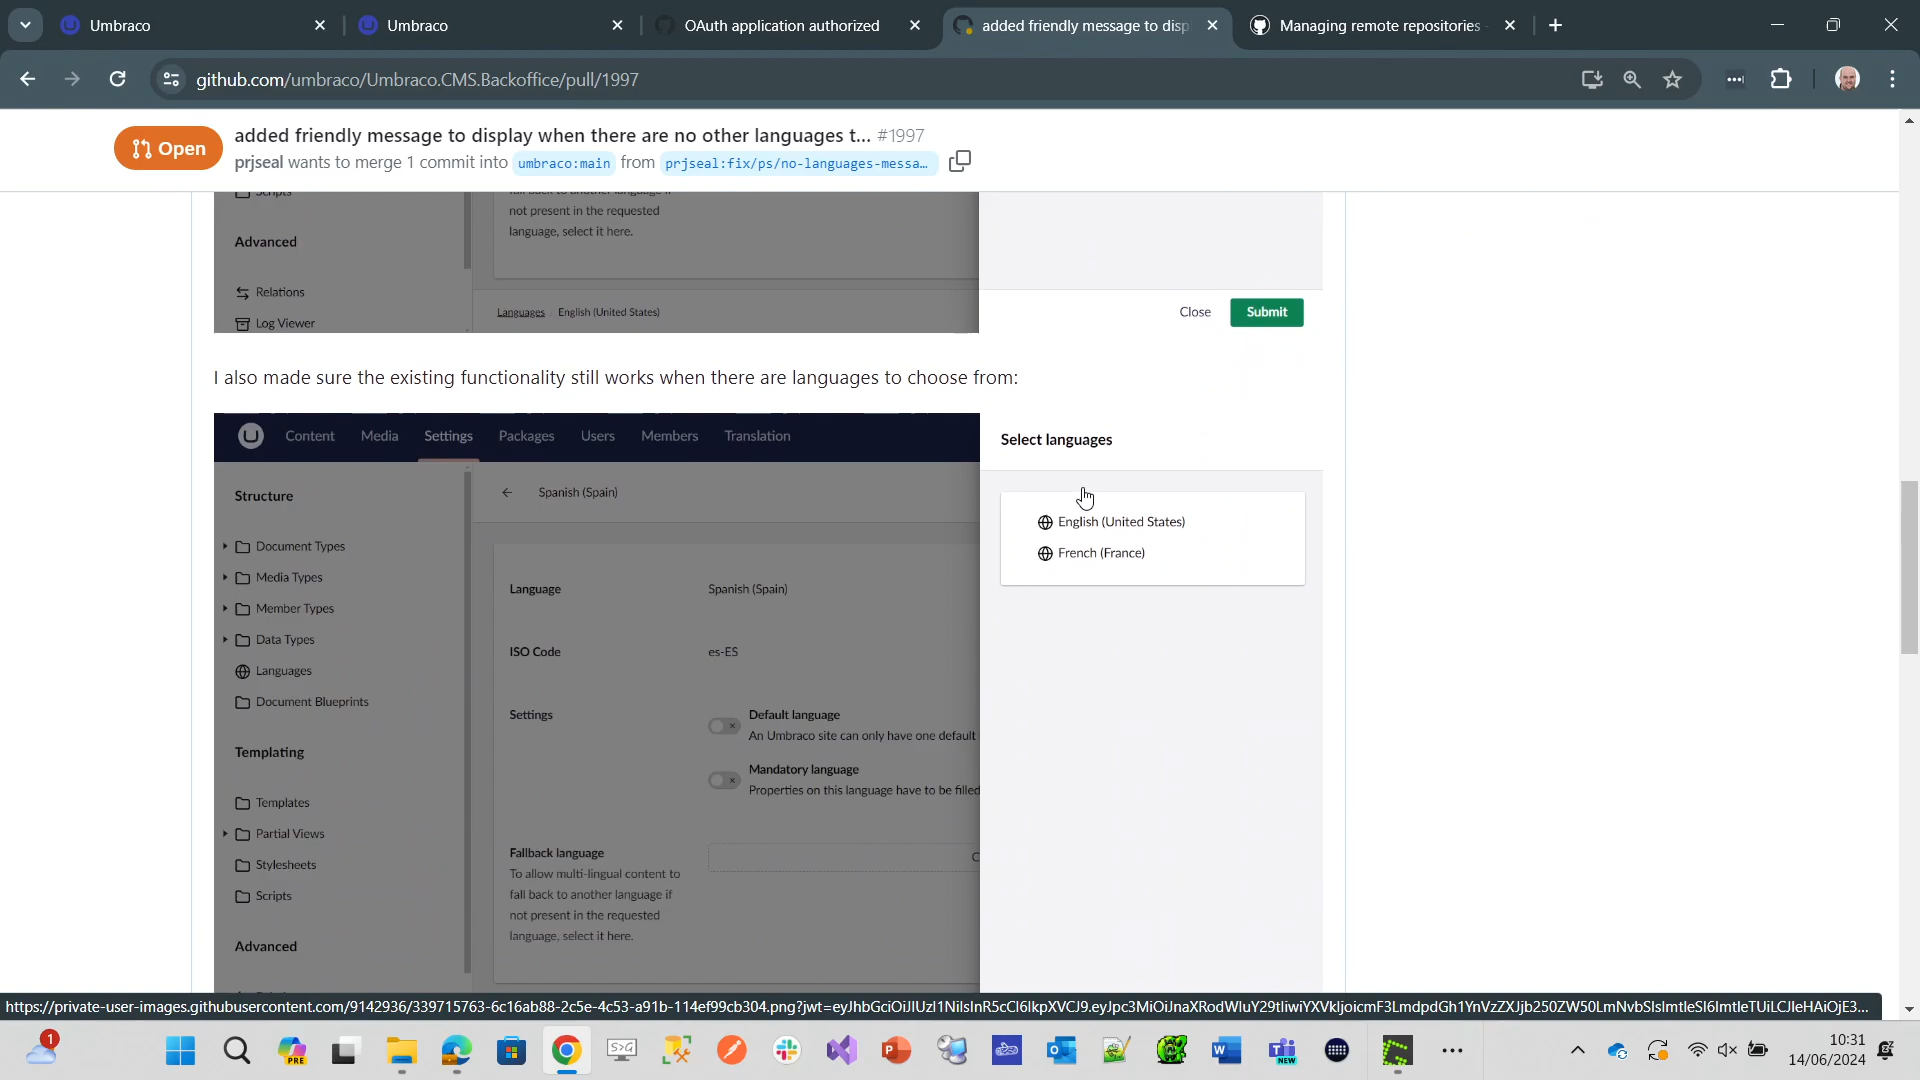 Umbraco
Umbraco
OAuth application authorized
added friendly message to disp
Managing remote repositories
github.com/umbraco/Umbraco.CMS.Backoffice/pull/1997
Open
added friendly message to display when there are no other languages t... #1997
prjseal wants to merge 1 commit into umbraco:main from prjseal:fix/ps/no-languages-messa...
Scripts
not present in the requested
language, select it here.
Advanced
Relations
Log Viewer
Languages English (United States)
Close
Submit
I also made sure the existing functionality still works when there are languages to choose from:
Content Media Settings Packages Users Members Translation
Select languages
Structure
Spanish (Spain)
English (United States)
French (France)
Document Types
Media Types
Member Types
Data Types
Languages
Document Blueprints
Language
Spanish (Spain)
ISO Code
es-ES
Settings
Default language
An Umbraco site can only have one default
Mandatory language
Properties on this language have to be filled
Templating
Templates
Partial Views
Stylesheets
Scripts
Fallback language
To allow multi-lingual content to
fall back to another language if
not present in the requested
language, select it here.
Advanced
1
PRE
NEW
10:31
14/06/2024